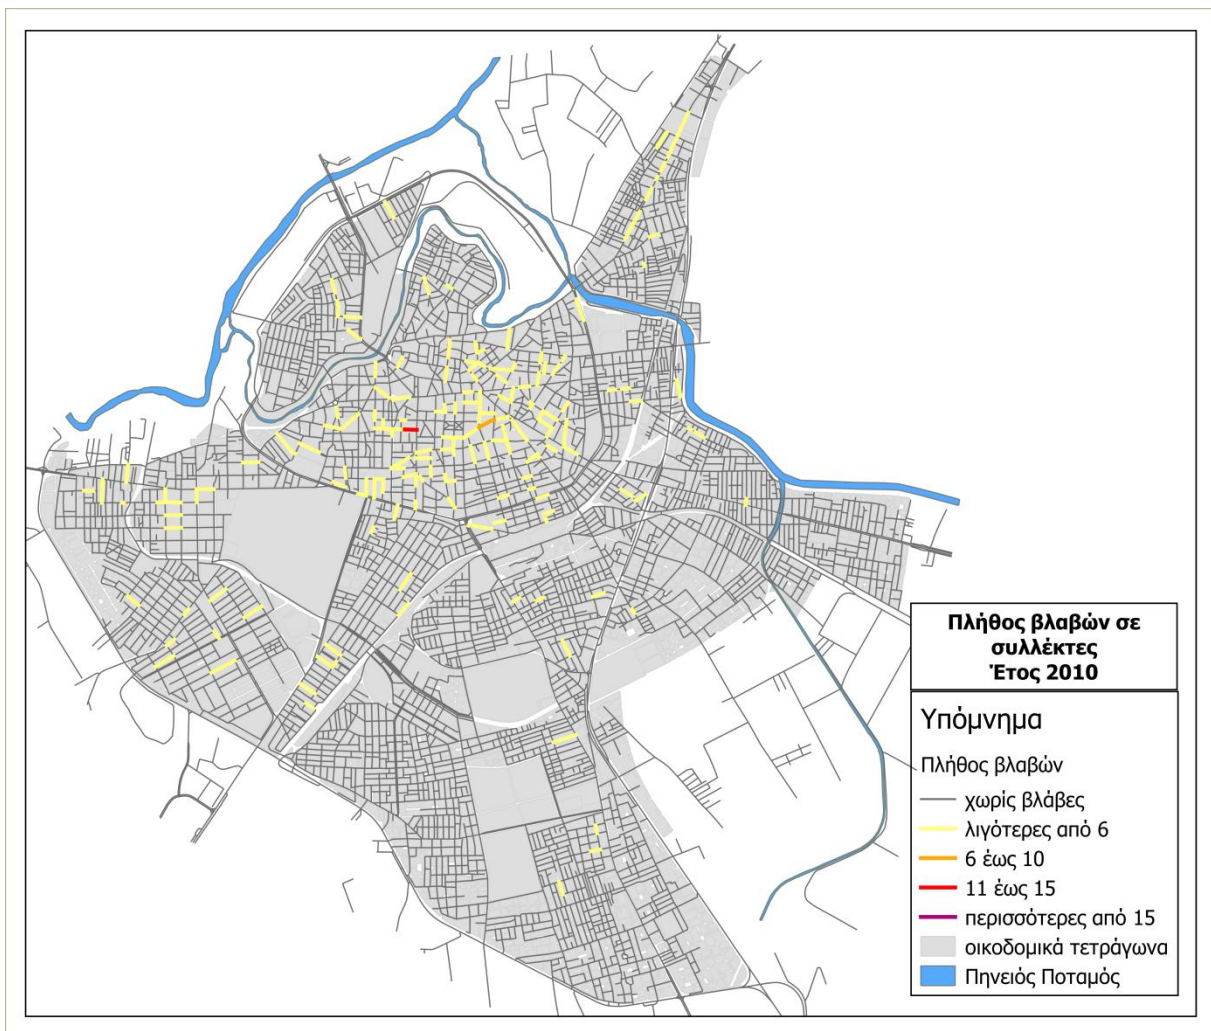 Πλήθος βλαβών σε
συλλέκτες
Έτος 2010
Υπόμνημα
Πλήθος βλαβών
χωρίς βλάβες
λιγότερες από 6
6 έως 10
11 έως 15
περισσότερες από 15
οικοδομικά τετράγωνα
Πηνειός Ποταμός